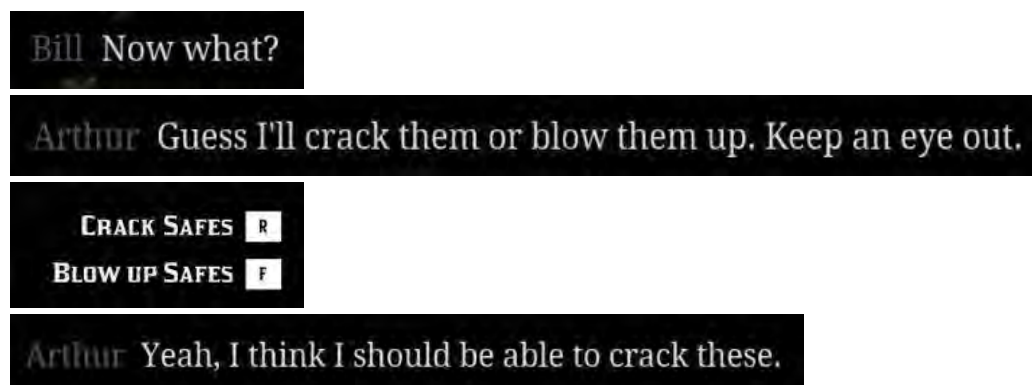 Bill Now what?
Arthur Guess I'll crack them or blow them up. Keep an eye out.
CRACK SAFES R
BLOW UP SAFES F
Arthur Yeah, I think I should be able to crack these.